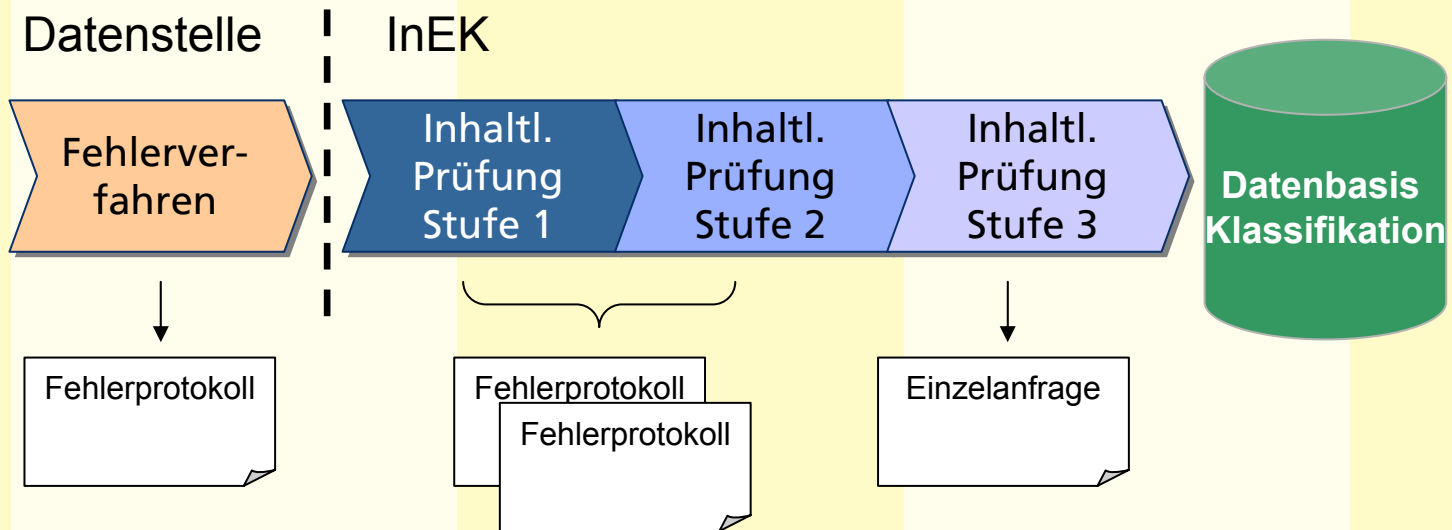 Datenstelle
InEK
Fehlerver-
fahren
Inhaltl.
Prüfung
Stufe 1
Inhaltl.
Prüfung
Stufe 2
Inhaltl.
Prüfung
Stufe 3
Datenbasis
Klassifikation
Fehlerprotokoll
Fehlerprotokoll
Fehlerprotokoll
Einzelanfrage